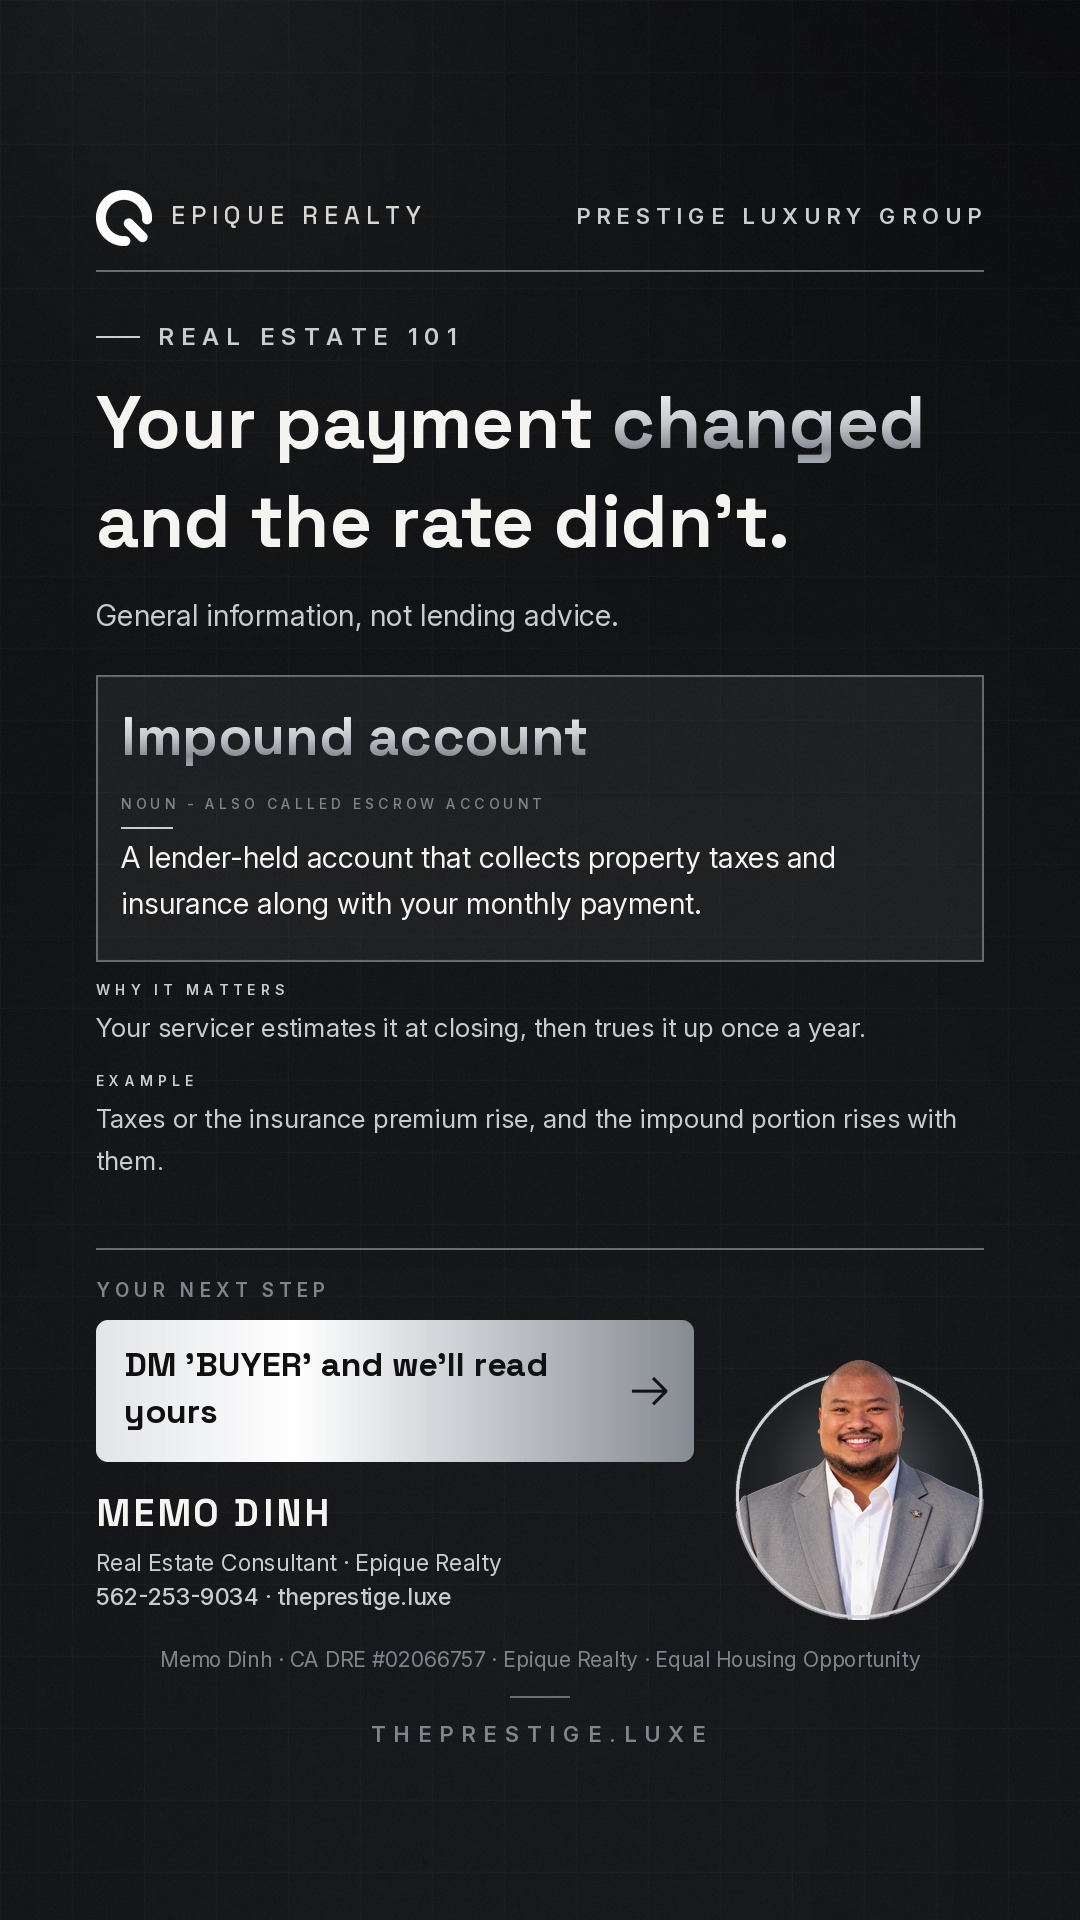 EPIQUE REALTY
PRESTIGE LUXURY GROUP
REAL ESTATE 101
Your payment changed
and the rate didn’t.
General information, not lending advice.
Impound account
NOUN - ALSO CALLED ESCROW ACCOUNT
A lender-held account that collects property taxes and
insurance along with your monthly payment.
WHY IT MATTERS
Your servicer estimates it at closing, then trues it up once a year.
EXAMPLE
Taxes or the insurance premium rise, and the impound portion rises with
them.
YOUR NEXT STEP
DM ’BUYER’ and we’ll read
yours
MEMO DINH
Real Estate Consultant · Epique Realty
562-253-9034 · theprestige.luxe
Memo Dinh · CA DRE #02066757 · Epique Realty · Equal Housing Opportunity
THEPRESTIGE.LUXE